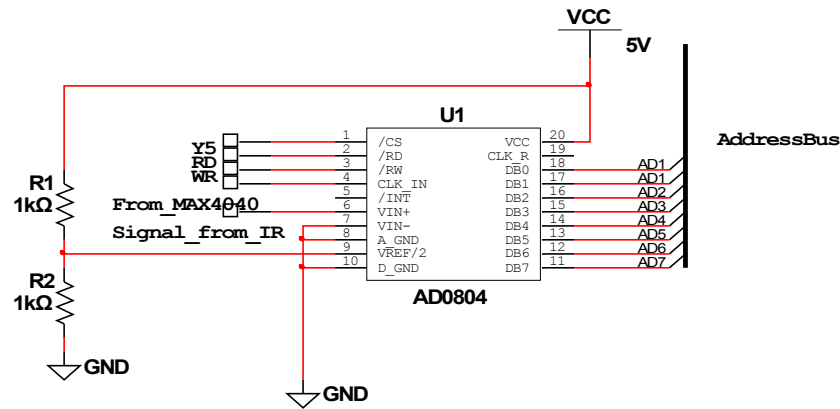 VCC
5V
U1
AddressBus
Y5
RD
WR
From_MAX4040
Signal_from_IR
R1
1kΩ
R2
1kΩ
GND
GND
1 /CS
2 /RD
3 /RW
4 CLK_IN
5 /INT
6 VIN+
7 VIN-
8 A_GND
9 VREF/2
10 D_GND
VCC 20
CLK_R 19
DB0 18 AD1
DB1 17 AD1
DB2 16 AD2
DB3 15 AD3
DB4 14 AD4
DB5 13 AD5
DB6 12 AD6
DB7 11 AD7
AD0804